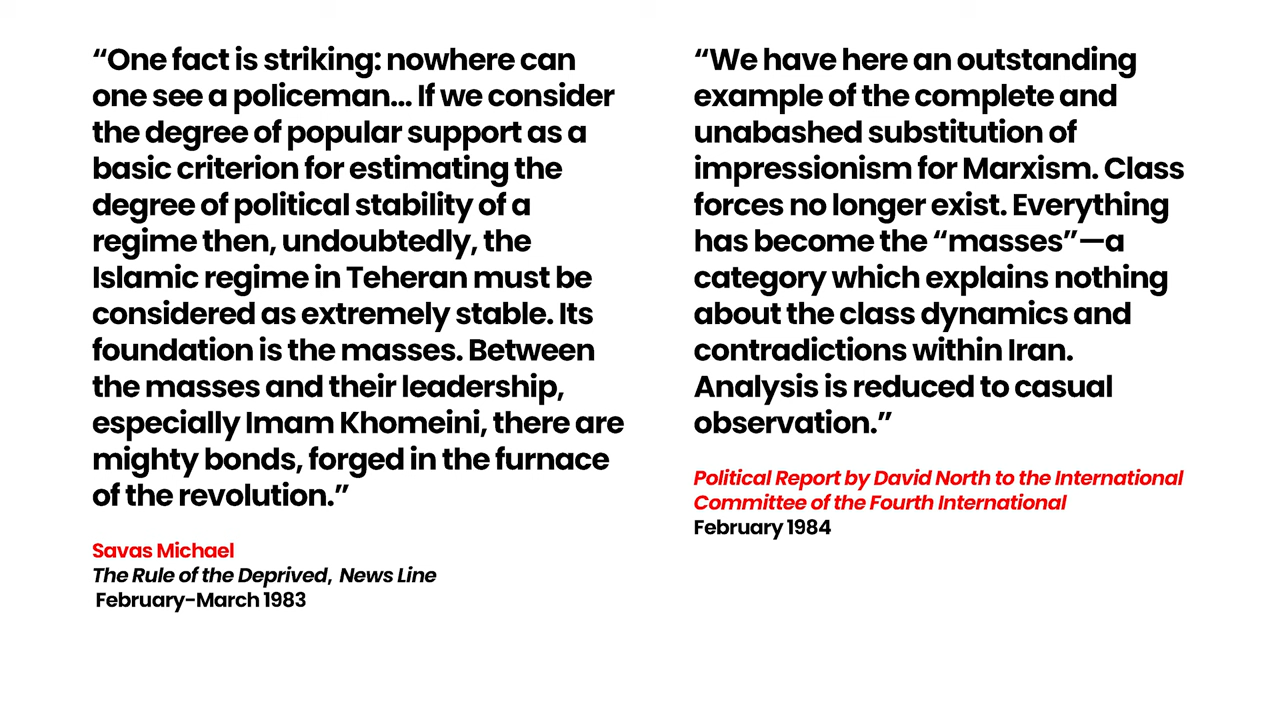 “One fact is striking: nowhere can
one see a policeman... If we consider
the degree of popular support as a
basic criterion for estimating the
degree of political stability of a
regime then, undoubtedly, the
Islamic regime in Teheran must be
considered as extremely stable. Its
foundation is the masses. Between
the masses and their leadership,
especially Imam Khomeini, there are
mighty bonds, forged in the furnace
of the revolution.”
Savas Michael
The Rule of the Deprived, News Line
February–March 1983
“We have here an outstanding
example of the complete and
unabashed substitution of
impressionism for Marxism. Class
forces no longer exist. Everything
has become the “masses”—a
category which explains nothing
about the class dynamics and
contradictions within Iran.
Analysis is reduced to casual
observation.”
Political Report by David North to the International
Committee of the Fourth International
February 1984